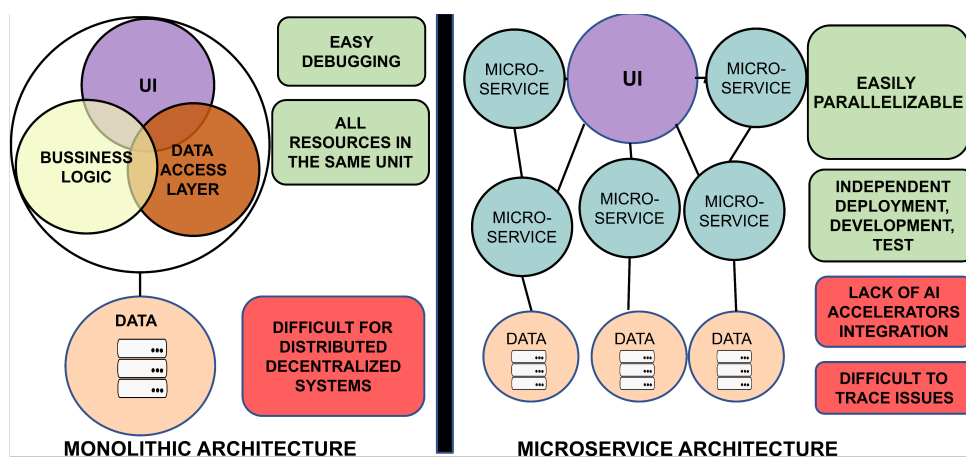 UI
BUSSINESS
LOGIC
DATA
ACCESS
LAYER
EASY
DEBUGGING
ALL
RESOURCES IN
THE SAME UNIT
DATA
DIFFICULT FOR
DISTRIBUTED
DECENTRALIZED
SYSTEMS
MONOLITHIC ARCHITECTURE
MICRO-
SERVICE
UI
MICRO-
SERVICE
MICRO-
SERVICE
MICRO-
SERVICE
MICRO-
SERVICE
DATA
DATA
DATA
EASILY
PARALLELIZABLE
INDEPENDENT
DEPLOYMENT,
DEVELOPMENT,
TEST
LACK OF AI
ACCELERATORS
INTEGRATION
DIFFICULT TO
TRACE ISSUES
MICROSERVICE ARCHITECTURE